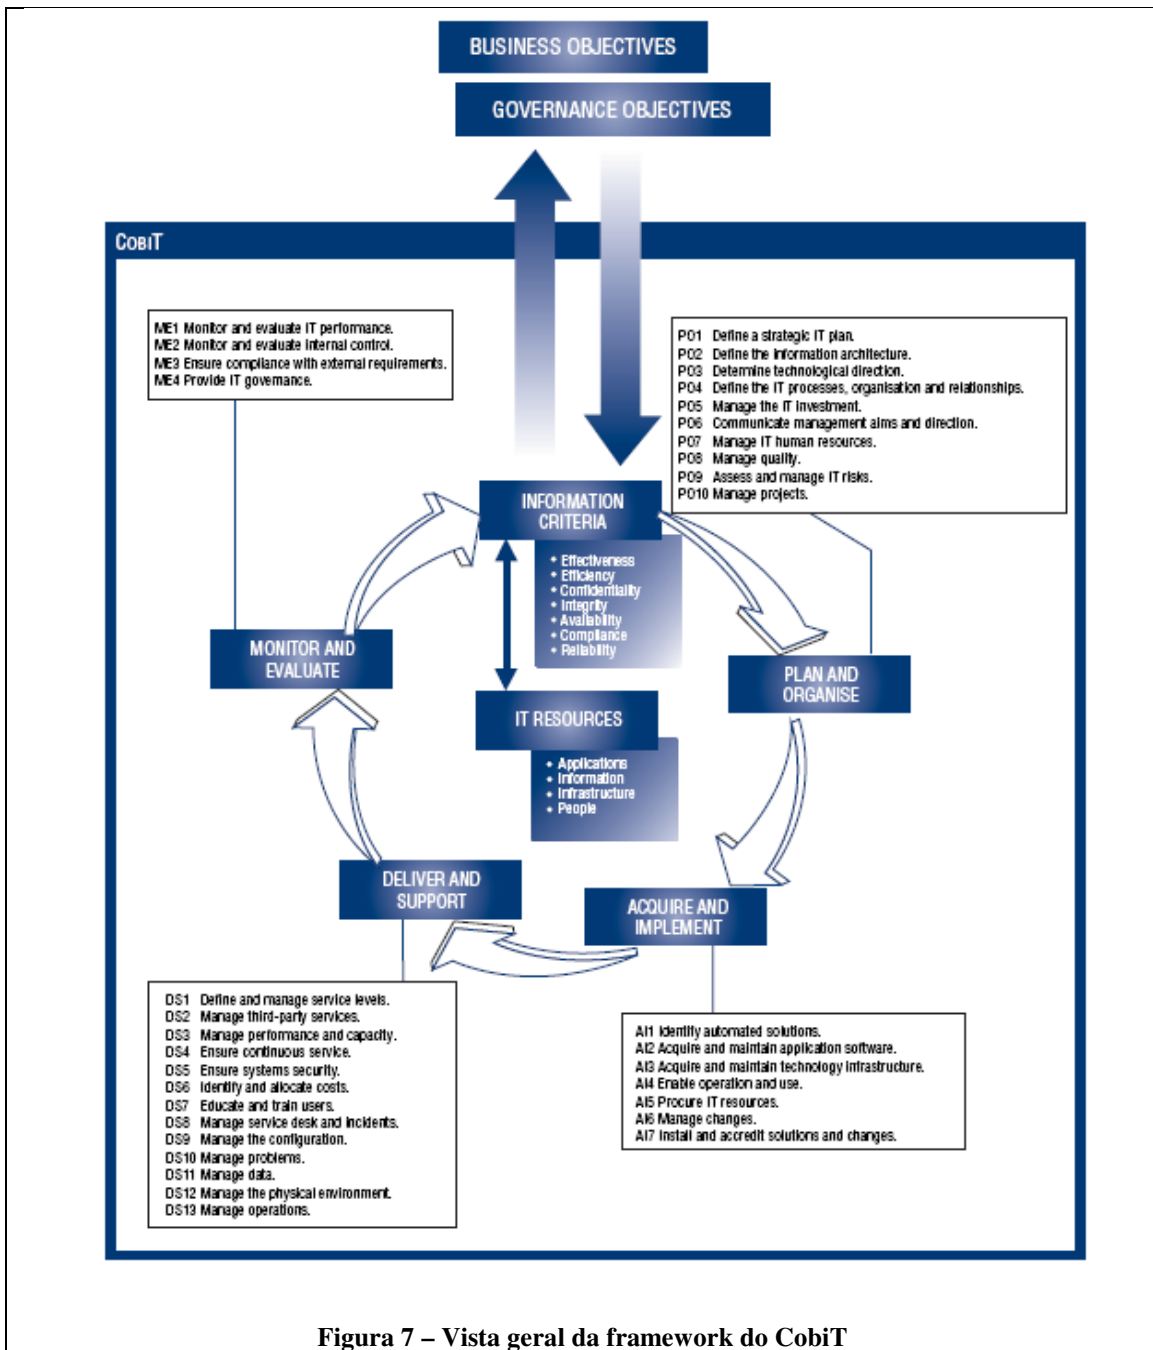 BUSINESS OBJECTIVES
GOVERNANCE OBJECTIVES
COBIT
ME1 Monitor and evaluate IT performance.
ME2 Monitor and evaluate internal control.
ME3 Ensure compliance with external requirements.
ME4 Provide IT governance.
PO1 Define a strategic IT plan.
PO2 Define the information architecture.
PO3 Determine technological direction.
PO4 Define the IT processes, organisation and relationships.
PO5 Manage the IT investment.
PO6 Communicate management aims and direction.
PO7 Manage IT human resources.
PO8 Manage quality.
PO9 Assess and manage IT risks.
PO10 Manage projects.
INFORMATION
CRITERIA
• Effectiveness
• Efficiency
• Confidentiality
• Integrity
• Availability
• Compliance
• Reliability
MONITOR AND
EVALUATE
PLAN AND
ORGANISE
IT RESOURCES
• Applications
• Information
• Infrastructure
• People
DELIVER AND
SUPPORT
ACQUIRE AND
IMPLEMENT
DS1 Define and manage service levels.
DS2 Manage third-party services.
DS3 Manage performance and capacity.
DS4 Ensure continuous service.
DS5 Ensure systems security.
DS6 Identify and allocate costs.
DS7 Educate and train users.
DS8 Manage service desk and incidents.
DS9 Manage the configuration.
DS10 Manage problems.
DS11 Manage data.
DS12 Manage the physical environment.
DS13 Manage operations.
AI1 Identify automated solutions.
AI2 Acquire and maintain application software.
AI3 Acquire and maintain technology infrastructure.
AI4 Enable operation and use.
AI5 Procure IT resources.
AI6 Manage changes.
AI7 Install and accredit solutions and changes.
Figura 7 – Vista geral da framework do CobiT